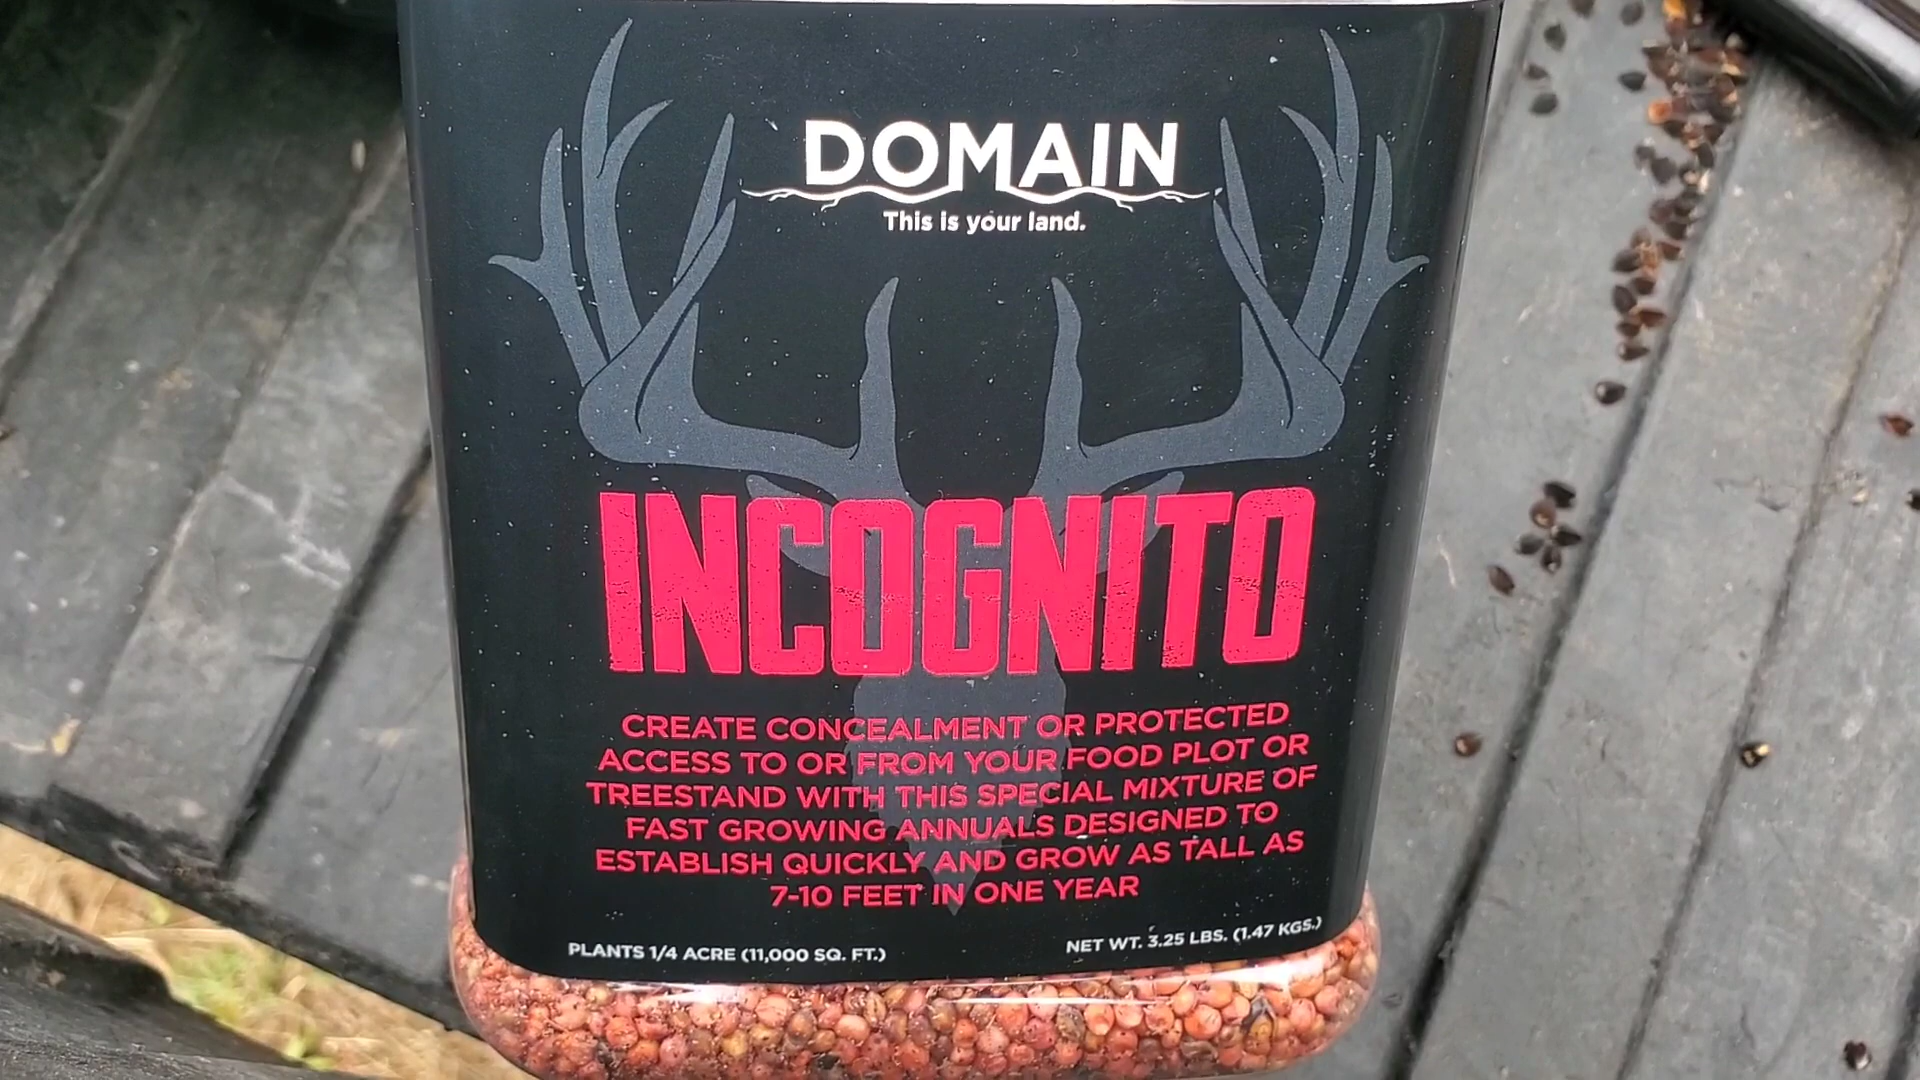 DOMAIN
This is your land.
INCOGNITO
CREATE CONCEALMENT OR PROTECTED
ACCESS TO OR FROM YOUR FOOD PLOT OR
TREESTAND WITH THIS SPECIAL MIXTURE OF
FAST GROWING ANNUALS DESIGNED TO
ESTABLISH QUICKLY AND GROW AS TALL AS
7-10 FEET IN ONE YEAR
PLANTS 1/4 ACRE (11,000 SQ. FT.)
NET WT. 3.25 LBS. (1.47 KGS.)